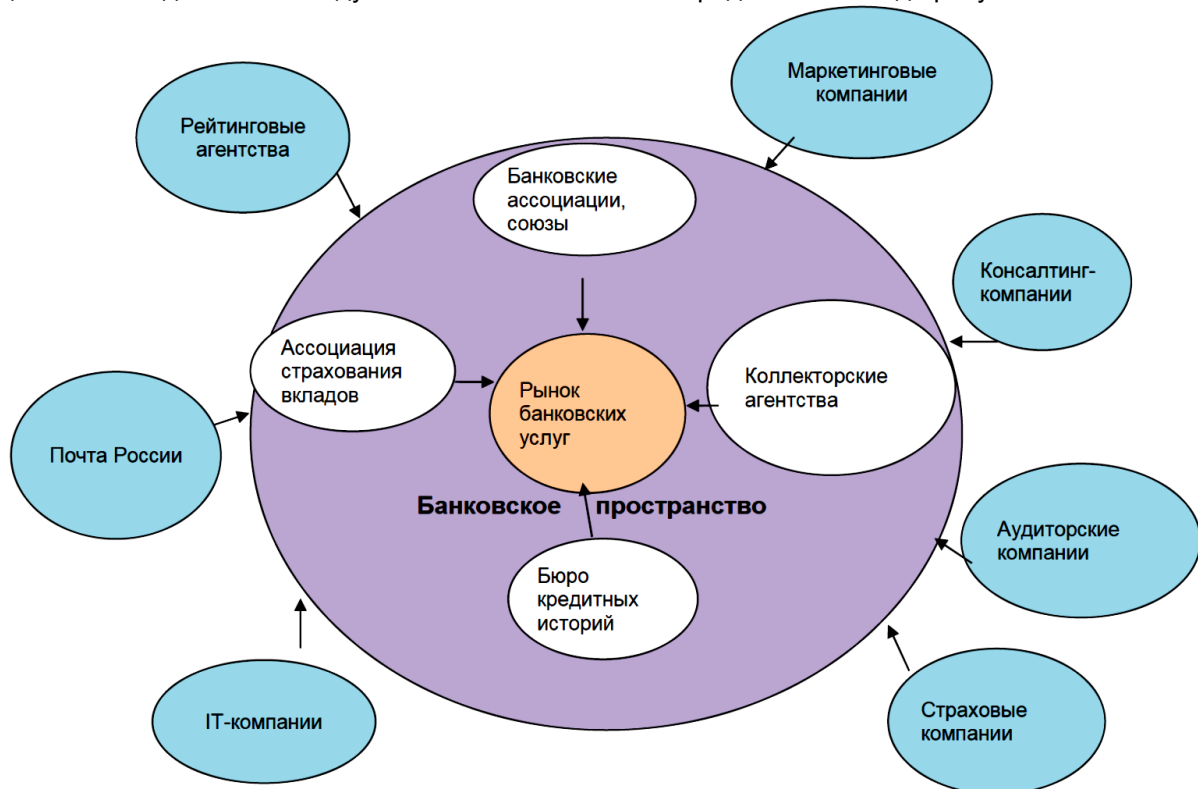 Маркетинговые
компании
Рейтинговые
агентства
Банковские
ассоциации,
союзы
Консалтинг-
компании
Ассоциация
страхования
вкладов
Рынок
банковских
услуг
Коллекторские
агентства
Почта России
Банковское пространство
Аудиторские
компании
Бюро
кредитных
историй
IT-компании
Страховые
компании